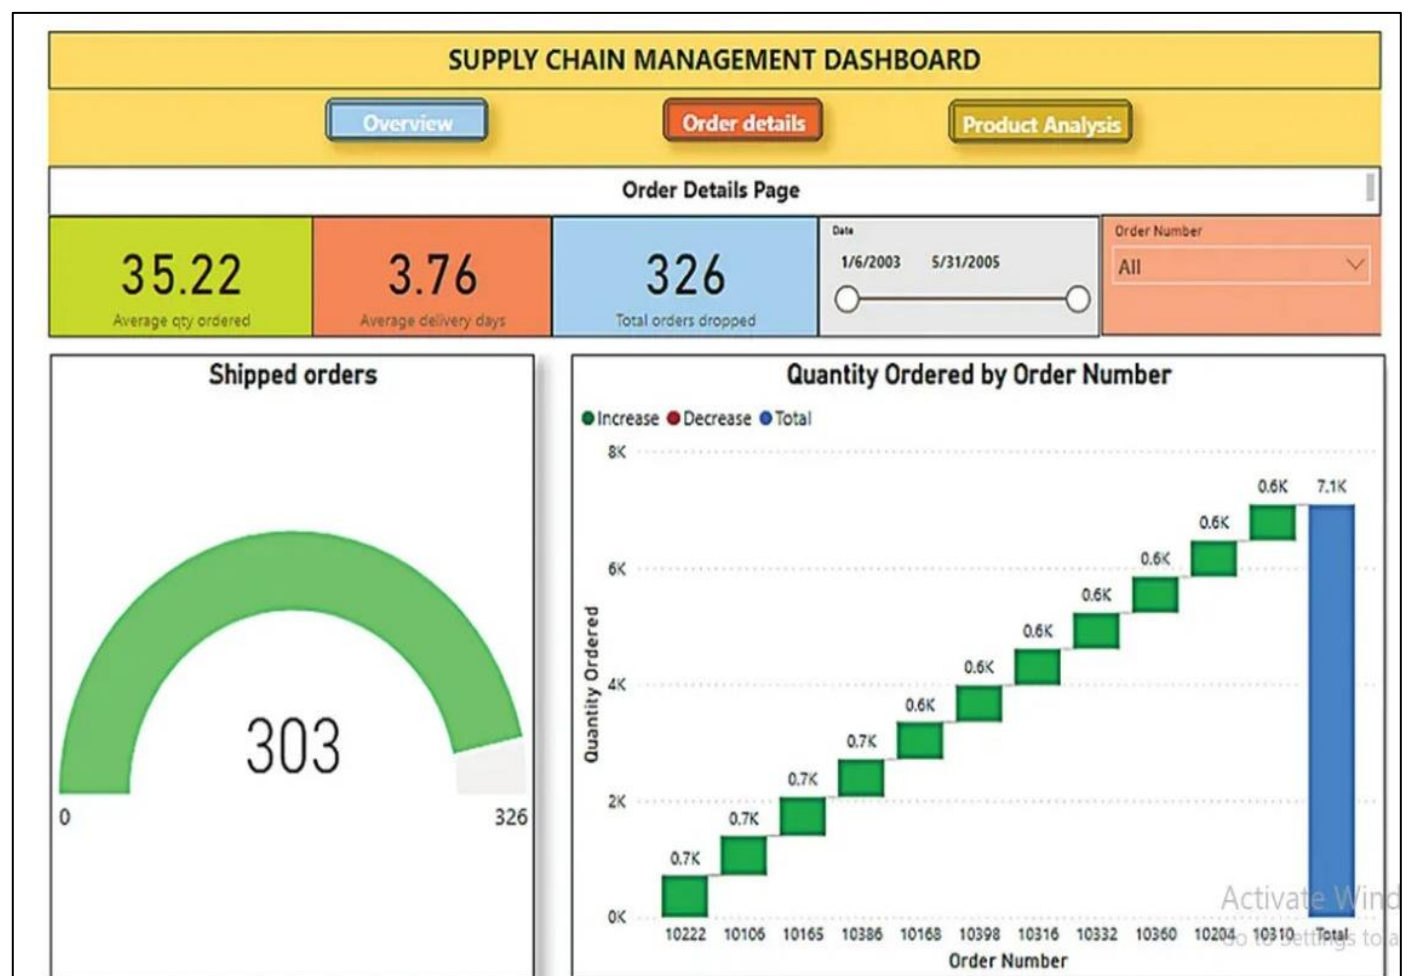 SUPPLY CHAIN MANAGEMENT DASHBOARD
Overview
Order details
Product Analysis
Order Details Page
35.22
Average qty ordered
3.76
Average delivery days
326
Total orders dropped
Date
1/6/2003 5/31/2005
Order Number
All
Shipped orders
303
0
326
Quantity Ordered by Order Number
Increase Decrease Total
8K
6K
4K
2K
0K
Quantity Ordered
0.7K
0.7K
0.7K
0.7K
0.6K
0.6K
0.6K
0.6K
0.6K
0.6K
0.6K
7.1K
10222 10106 10165 10386 10168 10398 10316 10332 10360 10204 10310 Total
Order Number
Activate Wind
Go to Settings to a